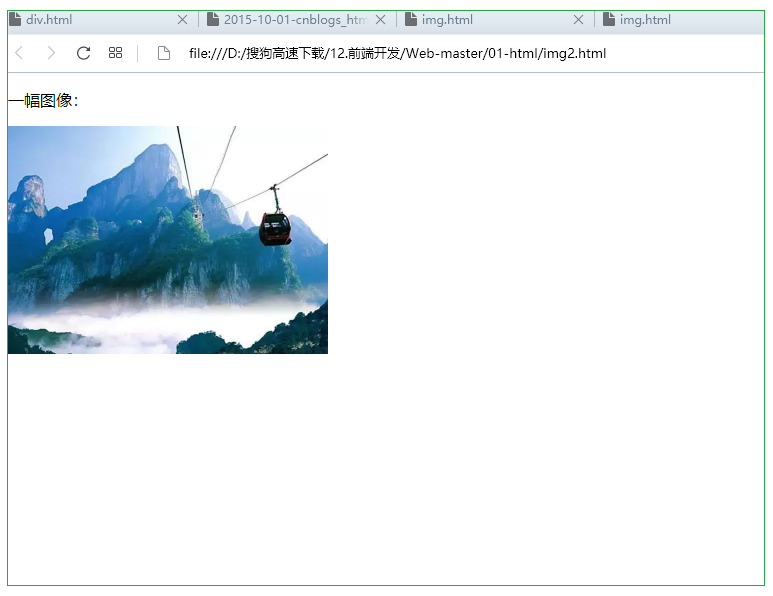 div.html
2015-10-01-cnblogs_htm
img.html
img.html
file:///D:/搜狗高速下载/12.前端开发/Web-master/01-html/img2.html
一幅图像：